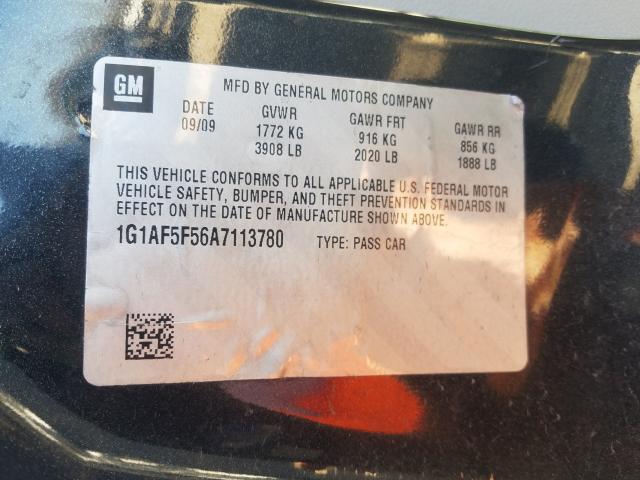 GM
MFD BY GENERAL MOTORS COMPANY
DATE GVWR GAWR FRT GAWR RR
09/09 1772 KG 916 KG 856 KG
3908 LB 2020 LB 1888 LB
THIS VEHICLE CONFORMS TO ALL APPLICABLE U.S. FEDERAL MOTOR
VEHICLE SAFETY, BUMPER, AND THEFT PREVENTION STANDARDS IN
EFFECT ON THE DATE OF MANUFACTURE SHOWN ABOVE.
1G1AF5F56A7113780 TYPE: PASS CAR